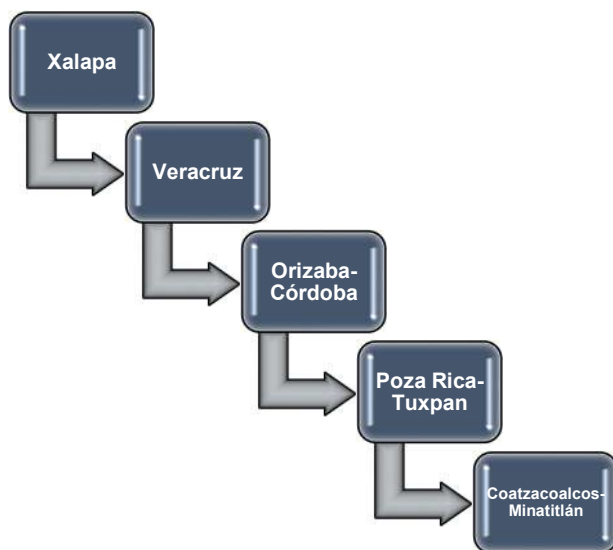 Xalapa
Veracruz
Orizaba-
Córdoba
Poza Rica-
Tuxpan
Coatzacoalcos-
Minatitlán